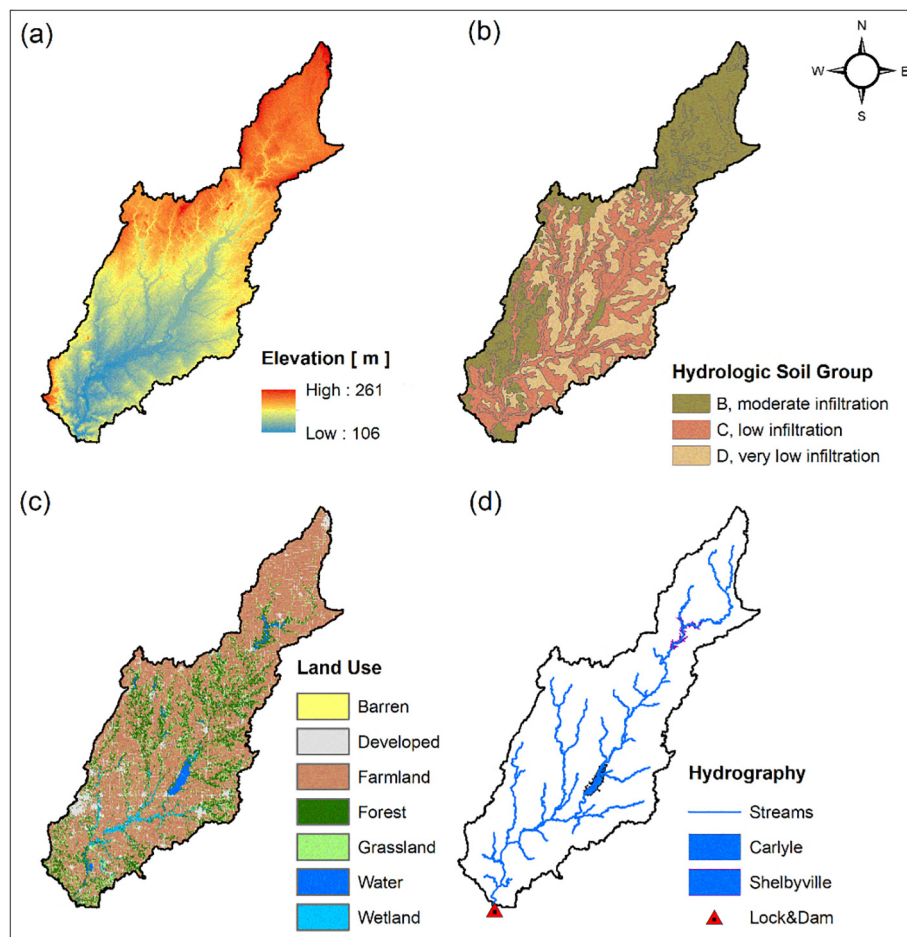 (a)
(b)
N
W
E
S
Elevation [ m ]
High : 261
Low : 106
Hydrologic Soil Group
B, moderate infiltration
C, low infiltration
D, very low infiltration
(c)
(d)
Land Use
Barren
Developed
Farmland
Forest
Grassland
Water
Wetland
Hydrography
Streams
Carlyle
Shelbyville
Lock&Dam